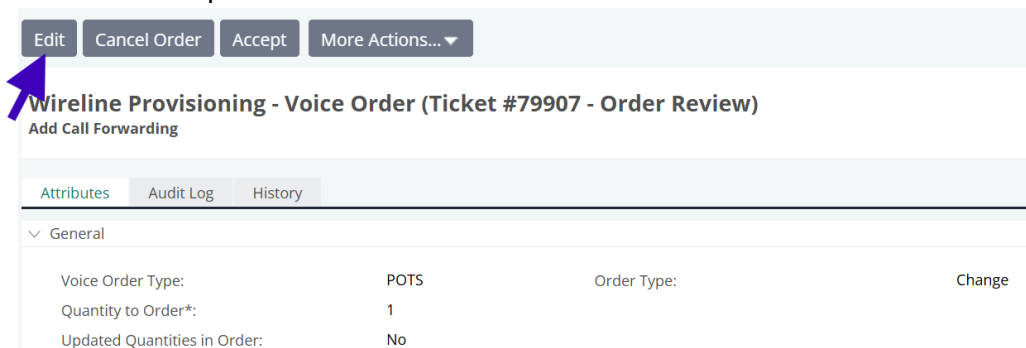 Edit Cancel Order Accept More Actions...
Wireline Provisioning - Voice Order (Ticket #79907 - Order Review)
Add Call Forwarding
Attributes Audit Log History
General
Voice Order Type: POTS Order Type: Change
Quantity to Order*: 1
Updated Quantities in Order: No